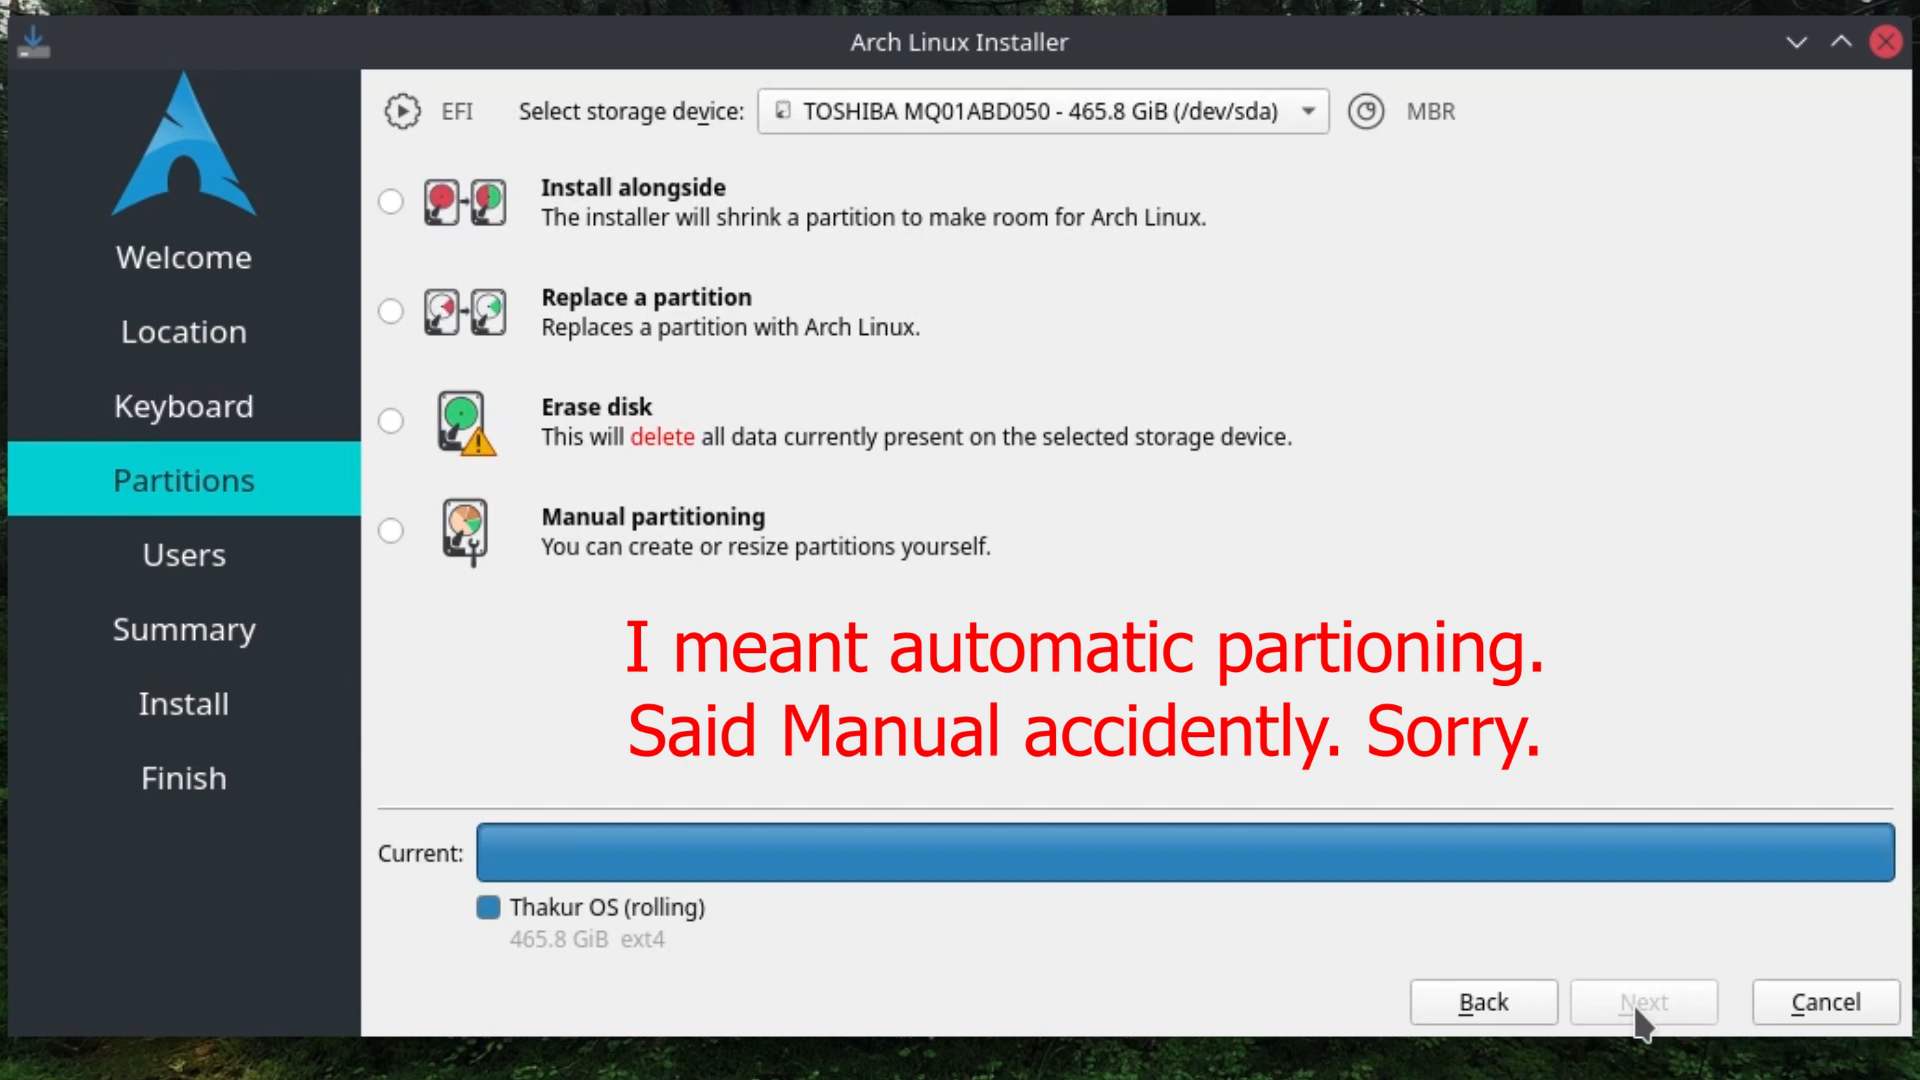 Arch Linux Installer
EFI Select storage device: TOSHIBA MQ01ABD050 - 465.8 GiB (/dev/sda) MBR
Welcome
Location
Keyboard
Partitions
Users
Summary
Install
Finish
Install alongside
The installer will shrink a partition to make room for Arch Linux.
Replace a partition
Replaces a partition with Arch Linux.
Erase disk
This will delete all data currently present on the selected storage device.
Manual partitioning
You can create or resize partitions yourself.
I meant automatic partioning.
Said Manual accidently. Sorry.
Current:
Thakur OS (rolling)
465.8 GiB ext4
Back Next Cancel